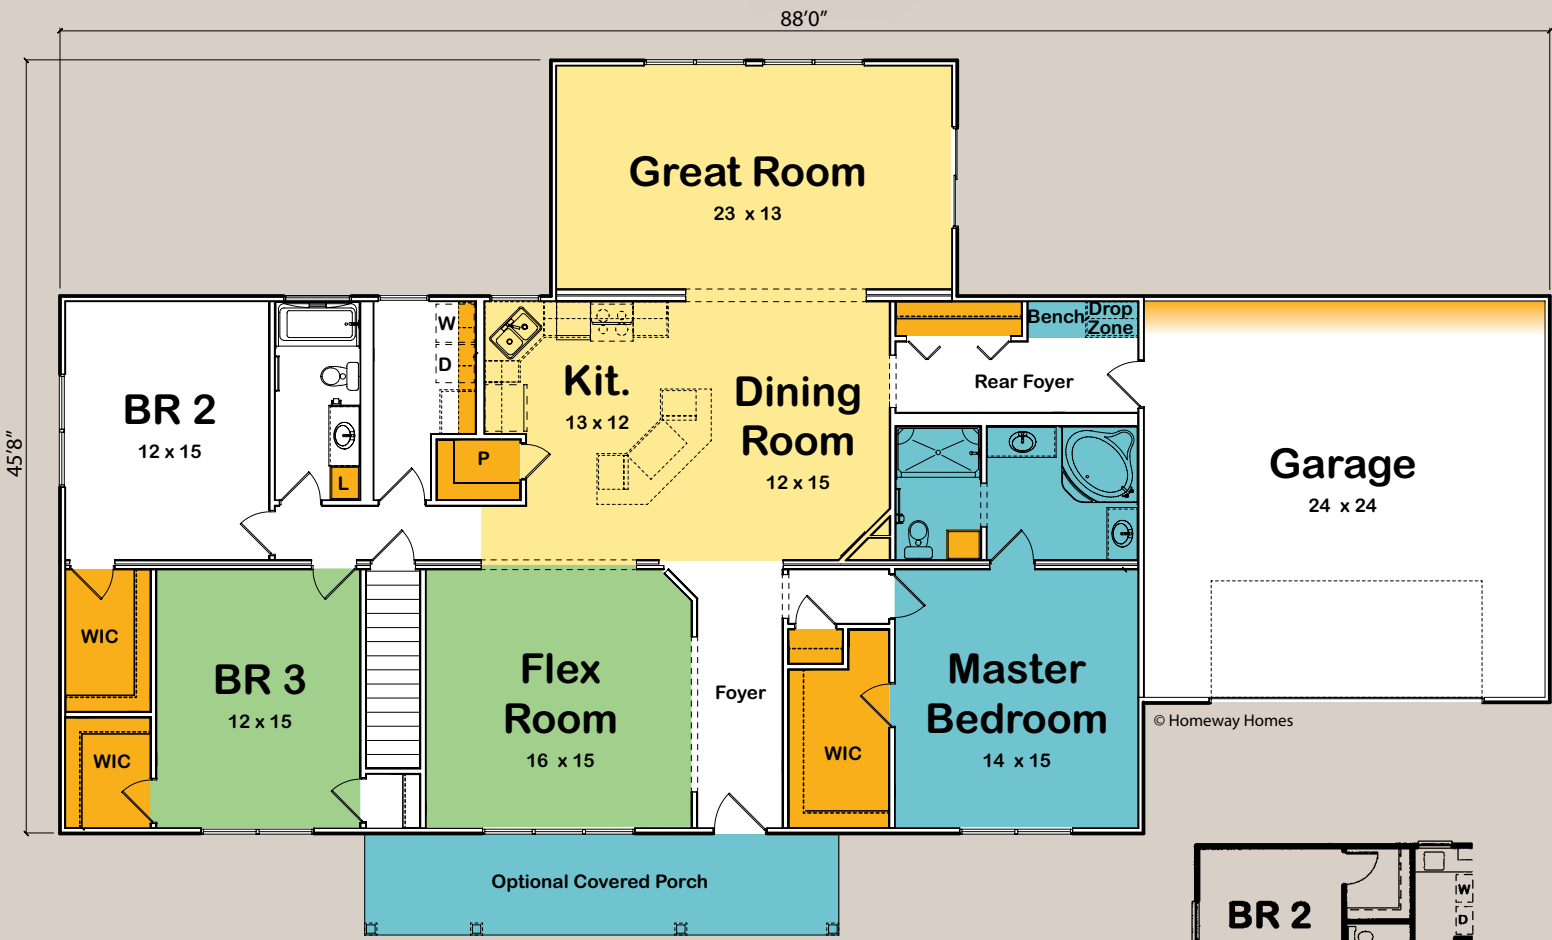 88'0"
45'8"
Great Room
23 x 13
W
D
Kit.
13 x 12
Dining
Room
12 x 15
Bench
Drop
Zone
Rear Foyer
BR 2
12 x 15
L
P
Garage
24 x 24
WIC
BR 3
12 x 15
WIC
Flex
Room
16 x 15
Foyer
WIC
Master
Bedroom
14 x 15
© Homeway Homes
Optional Covered Porch
BR 2
W
D